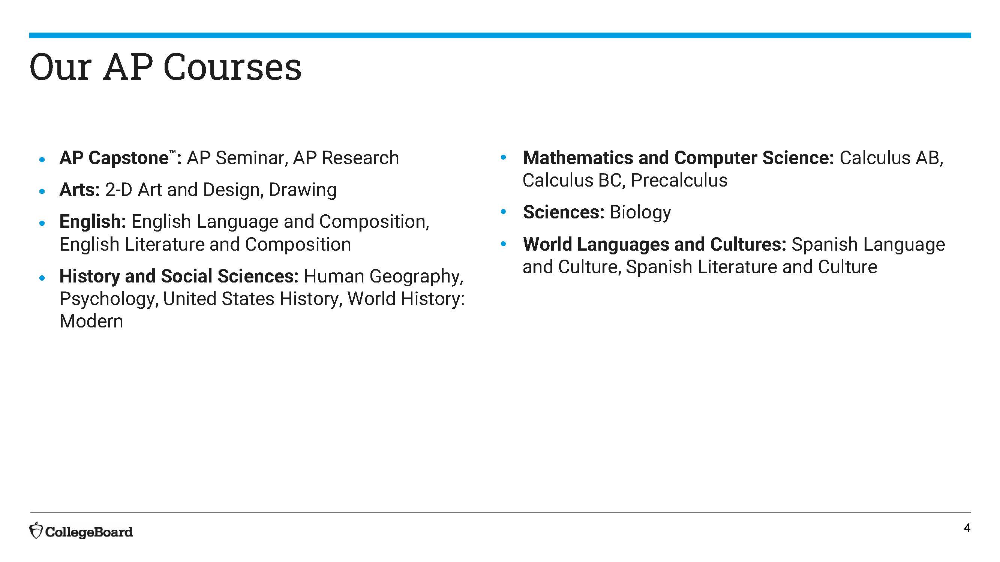 Our AP Courses
• AP Capstone™: AP Seminar, AP Research
• Arts: 2-D Art and Design, Drawing
• English: English Language and Composition,
English Literature and Composition
• History and Social Sciences: Human Geography,
Psychology, United States History, World History:
Modern
• Mathematics and Computer Science: Calculus AB,
Calculus BC, Precalculus
• Sciences: Biology
• World Languages and Cultures: Spanish Language
and Culture, Spanish Literature and Culture
CollegeBoard
4